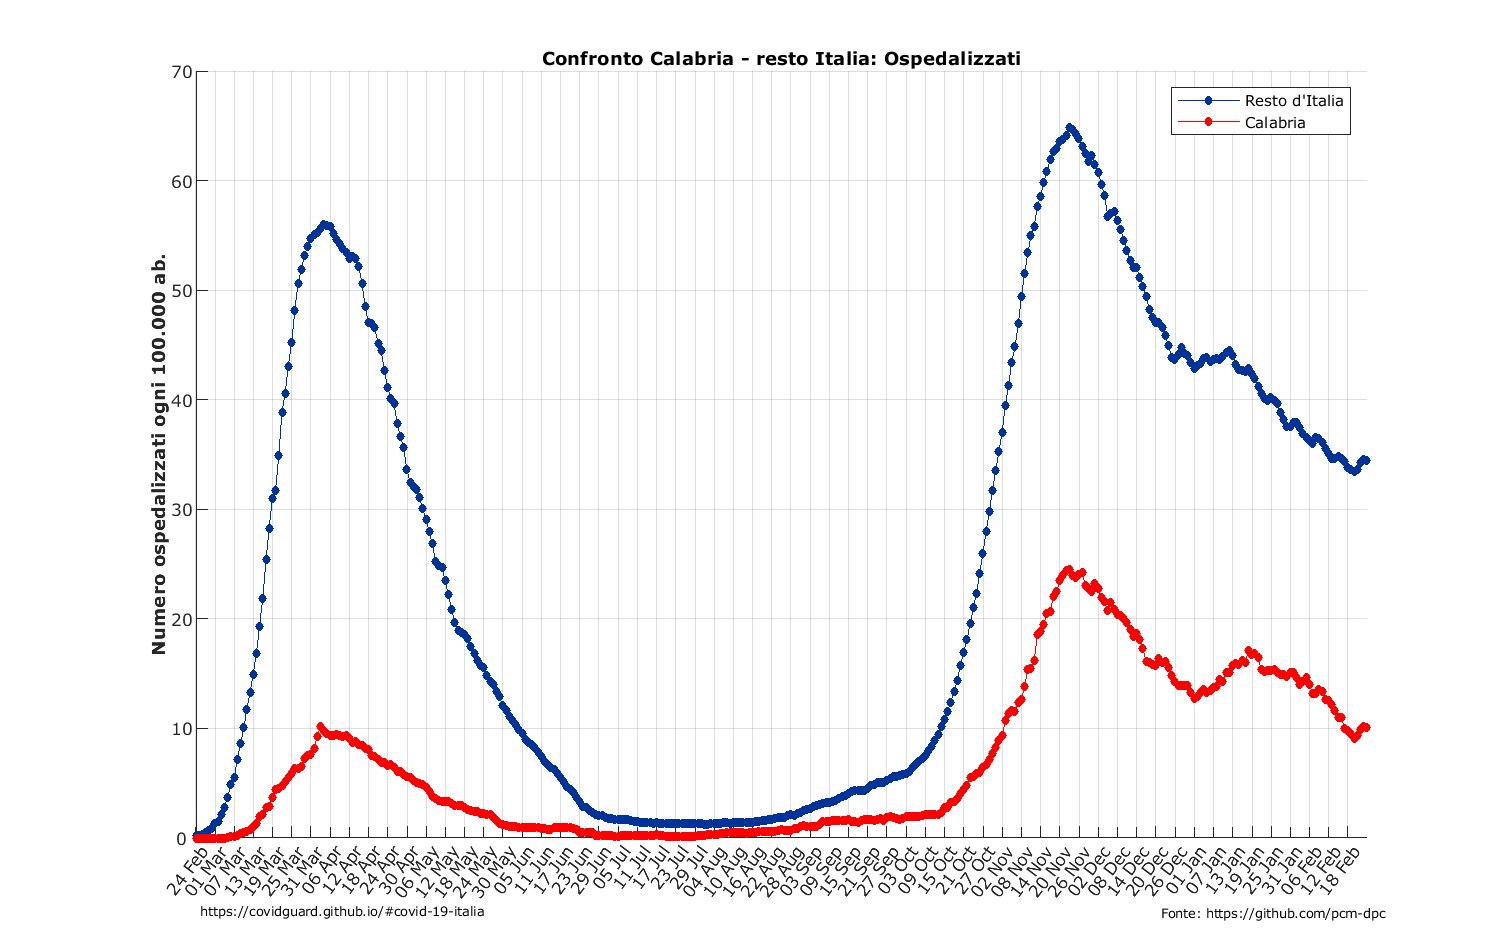 Confronto Calabria - resto Italia: Ospedalizzati
Resto d'Italia
Calabria
Numero ospedalizzati ogni 100.000 ab.
70
60
50
40
30
20
10
0
24 Feb
01 Mar
07 Mar
13 Mar
19 Mar
25 Mar
31 Mar
06 Apr
12 Apr
18 Apr
24 Apr
30 Apr
06 May
12 May
18 May
24 May
30 May
05 Jun
11 Jun
17 Jun
23 Jun
29 Jun
05 Jul
11 Jul
17 Jul
23 Jul
29 Jul
04 Aug
10 Aug
16 Aug
22 Aug
28 Aug
03 Sep
09 Sep
15 Sep
21 Sep
27 Sep
03 Oct
09 Oct
15 Oct
21 Oct
27 Oct
02 Nov
08 Nov
14 Nov
20 Nov
26 Nov
02 Dec
08 Dec
14 Dec
20 Dec
26 Dec
01 Jan
07 Jan
13 Jan
19 Jan
25 Jan
31 Jan
06 Feb
12 Feb
18 Feb
https://covidguard.github.io/#covid-19-italia
Fonte: https://github.com/pcm-dpc